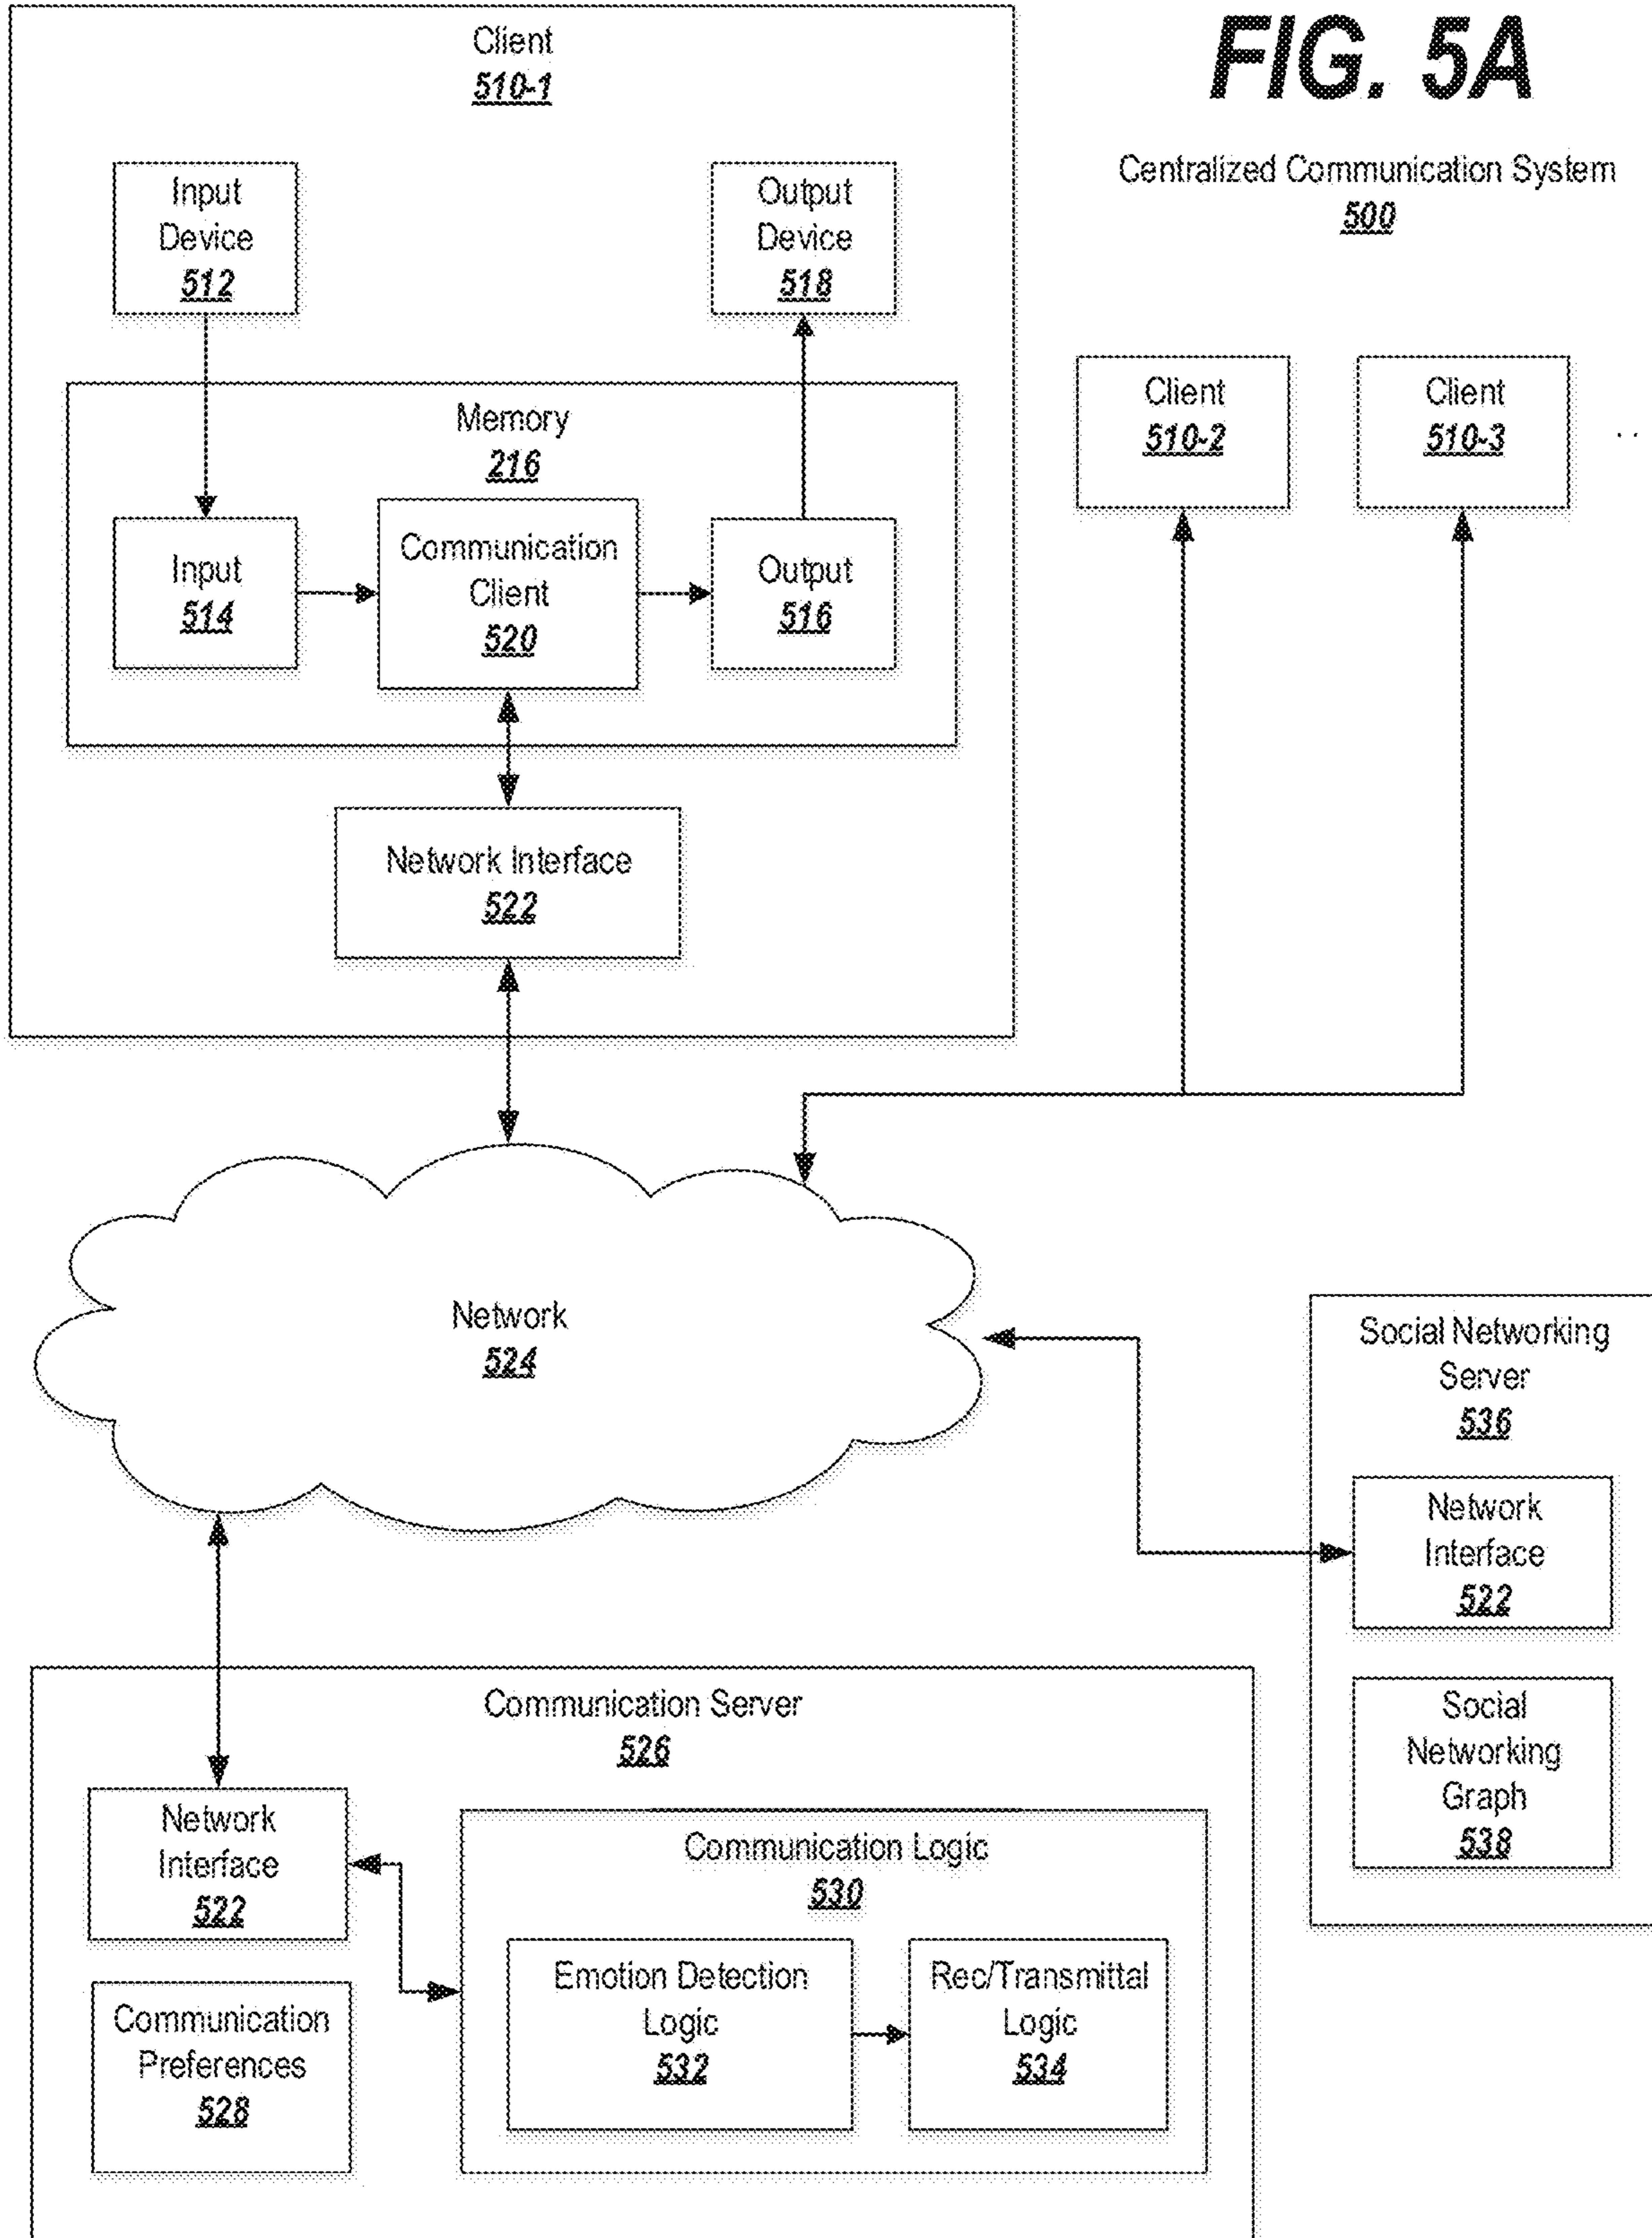 FIG. 5A
Centralized Communication System
500
Client
510-1
Input
Device
512
Output
Device
518
Memory
216
Input
514
Communication
Client
520
Output
516
Network Interface
522
Client
510-2
Client
510-3
..
Network
524
Social Networking
Server
536
Network
Interface
522
Social
Networking
Graph
538
Communication Server
526
Network
Interface
522
Communication
Preferences
528
Communication Logic
530
Emotion Detection
Logic
532
Rec/Transmittal
Logic
534